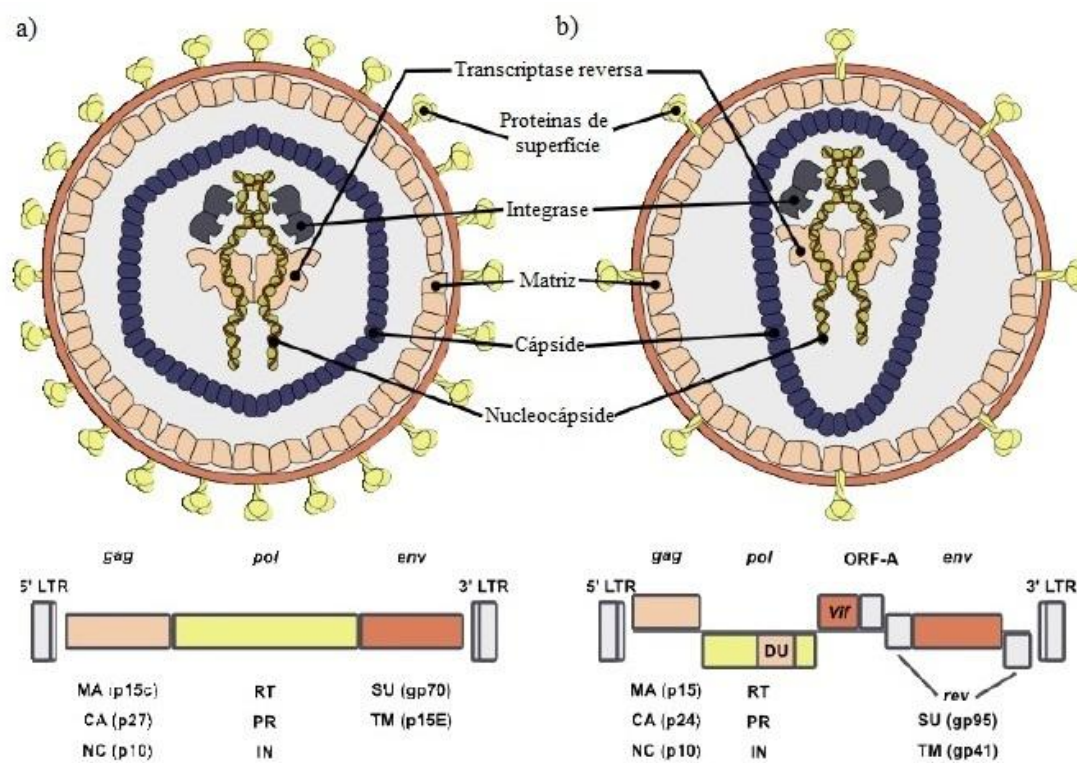 a)
b)
Transcriptase reversa
Proteínas de
superfície
Integrase
Matriz
Cápside
Nucleocápside
gag pol env
5' LTR 3' LTR
MA (p15c) RT SU (gp70)
CA (p27) PR TM (p15E)
NC (p10) IN
gag pol ORF-A env
5' LTR 3' LTR
Vif
DU
rev
MA (p15) RT
CA (p24) PR SU (gp95)
NC (p10) IN TM (gp41)